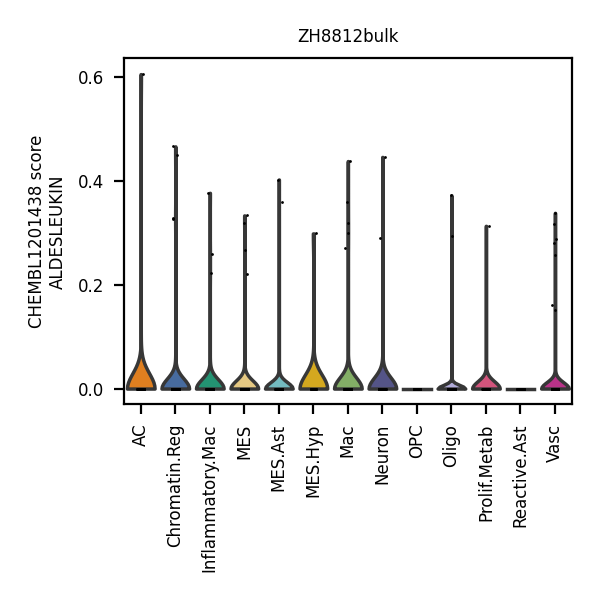 ZH8812bulk
CHEMBL1201438 score
ALDESLEUKIN
0.6
0.4
0.2
0.0
AC
Chromatin.Reg
Inflammatory.Mac
MES
MES.Ast
MES.Hyp
Mac
Neuron
OPC
Oligo
Prolif.Metab
Reactive.Ast
Vasc